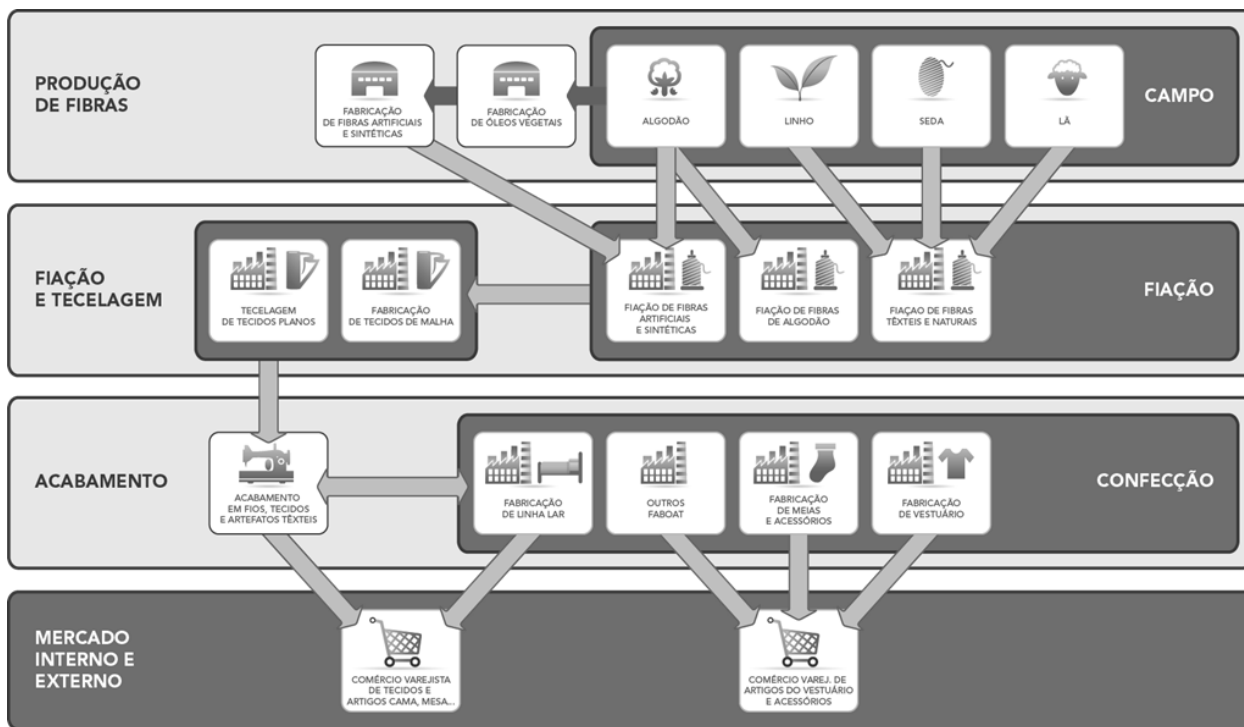 PRODUÇÃO
DE FIBRAS
FABRICAÇÃO
DE FIBRAS ARTIFICIAIS
E SINTÉTICAS
FABRICAÇÃO
DE ÓLEOS VEGETAIS
ALGODÃO
LINHO
SEDA
LÃ
CAMPO
FIAÇÃO
E TECELAGEM
TECELAGEM
DE TECIDOS PLANOS
FABRICAÇÃO
DE TECIDOS DE MALHA
FIAÇÃO DE FIBRAS
ARTIFICIAIS
E SINTÉTICAS
FIAÇÃO DE FIBRAS
DE ALGODÃO
FIAÇAO DE FIBRAS
TÊXTEIS E NATURAIS
FIAÇÃO
ACABAMENTO
ACABAMENTO
EM FIOS, TECIDOS
E ARTEFATOS TÊXTEIS
FABRICAÇÃO
DE LINHA LAR
OUTROS
FABOAT
FABRICAÇÃO
DE MEIAS
E ACESSÓRIOS
FABRICAÇÃO
DE VESTUÁRIO
CONFECÇÃO
MERCADO
INTERNO E
EXTERNO
COMÉRCIO VAREJISTA
DE TECIDOS E
ARTIGOS CAMA, MESA...
COMÉRCIO VAREJ. DE
ARTIGOS DO VESTUÁRIO
E ACESSÓRIOS